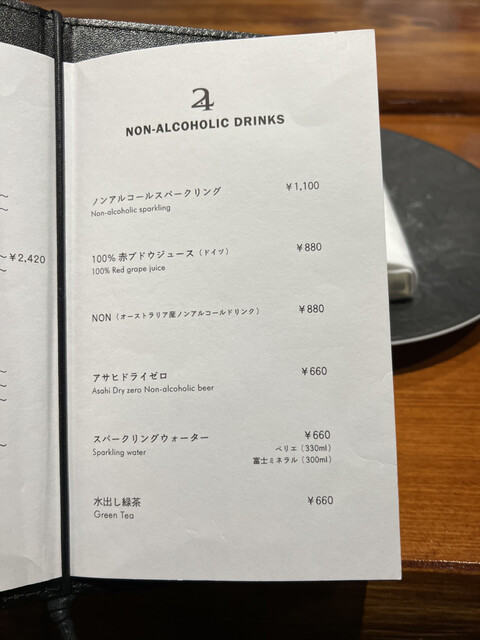 24
NON-ALCOHOLIC DRINKS
ノンアルコールスパークリング ¥1,100
Non-alcoholic sparkling
100% 赤ブドウジュース（ドイツ） ¥880
100% Red grape juice
NON（オーストラリア産ノンアルコールドリンク） ¥880
アサヒドライゼロ ¥660
Asahi Dry zero Non-alcoholic beer
スパークリングウォーター ¥660
Sparkling water ペリエ（330ml）
富士ミネラル（300ml）
水出し緑茶 ¥660
Green Tea
～
～
～¥2,420
～
～
～
～
～